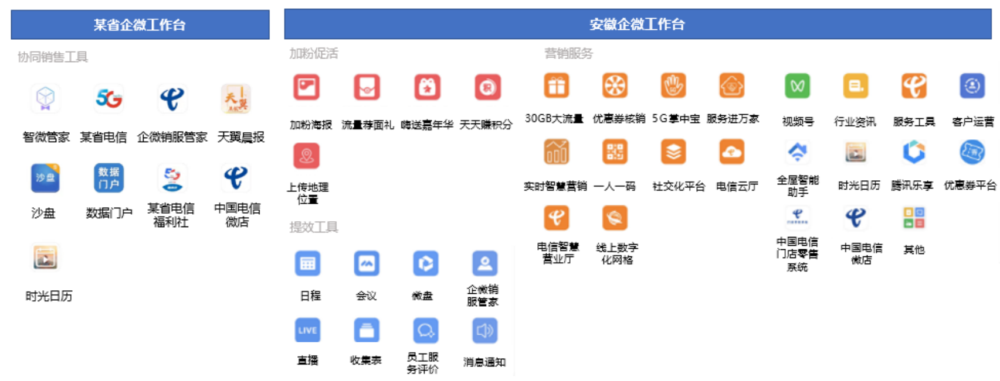 某省企微工作台
协同销售工具
5G
天翼
智微管家 某省电信 企微销服管家 天翼晨报
沙盘
数据
门户
5G
沙盘 数据门户 某省电信
福利社 中国电信
微店
时光日历
安徽企微工作台
加粉促活
积
加粉海报 流量荐面礼 嗨送嘉年华 天天赚积分
上传地理
位置
提效工具
日程 会议 微盘 企微销
服管家
LIVE
直播 收集表 员工服
务评价 消息通知
营销服务
30GB大流量 优惠券核销 5G掌中宝 服务进万家 视频号 行业资讯 服务工具 客户运营
实时智慧营销 一人一码 社交化平台 电信云厅 全屋智能
助手 时光日历 腾讯乐享 优惠券平台
电信智慧
营业厅 线上数字
化网格 中国电信
门店零售
系统 中国电信
微店 其他